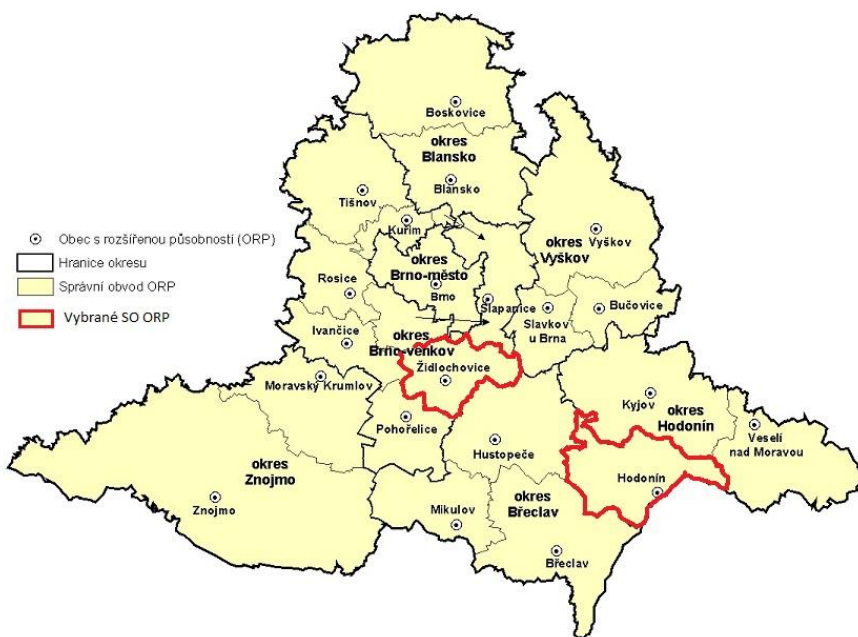 Boskovice
okres
Blansko
Blansko
Tišnov
Kuřim
okres
Vyškov
Vyškov
okres
Brno-město
Brno
Rosice
Šlapanice
Slavkov
u Brna
Bučovice
Ivančice
okres
Brno-venkov
Židlochovice
Moravský Krumlov
Pohořelice
Kyjov
okres
Hodonín
Veselí
nad Moravou
Hustopeče
Hodonín
okres
Znojmo
Znojmo
Mikulov
okres
Břeclav
Břeclav
Obec s rozšířenou působností (ORP)
Hranice okresu
Správní obvod ORP
Vybrané SO ORP